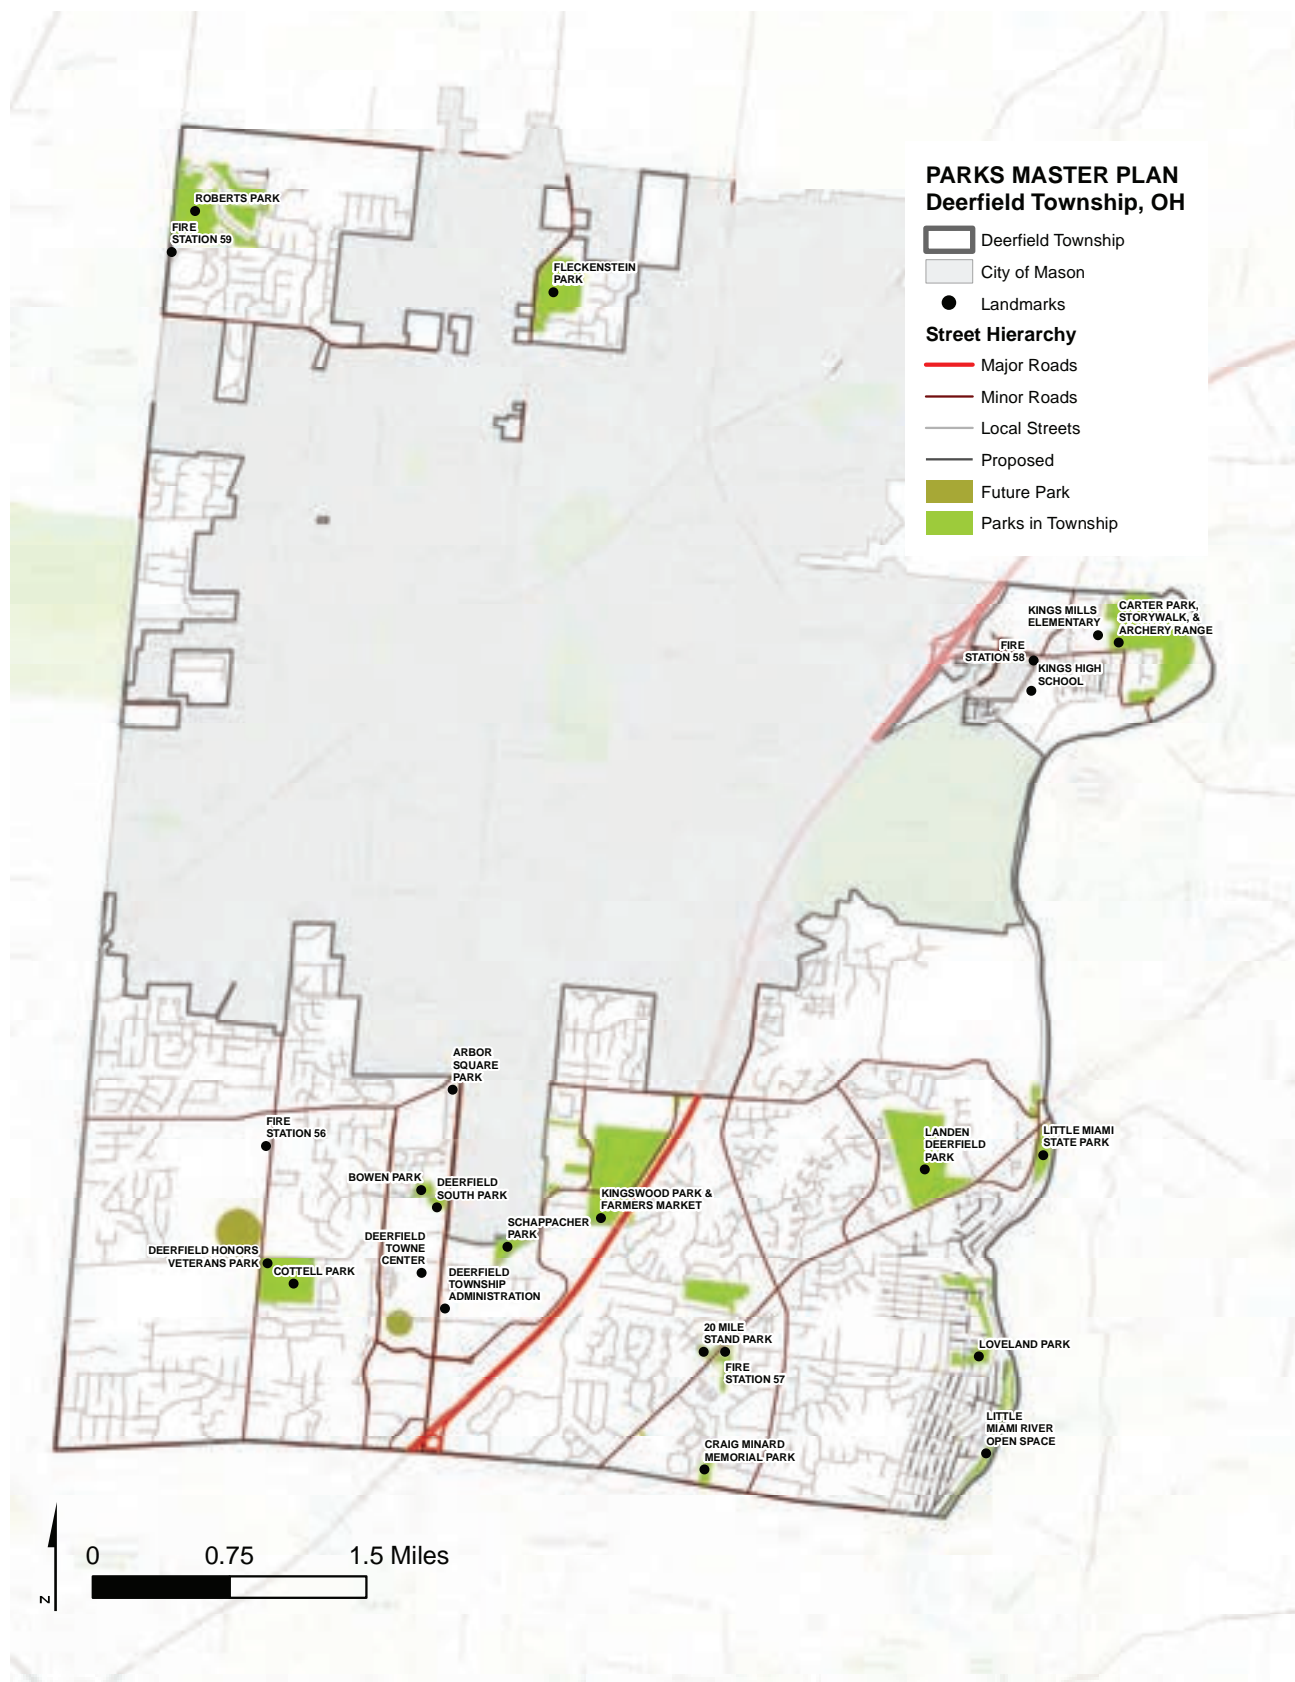 PARKS MASTER PLAN
Deerfield Township, OH
Deerfield Township
City of Mason
Landmarks
Street Hierarchy
Major Roads
Minor Roads
Local Streets
Proposed
Future Park
Parks in Township
ROBERTS PARK
FIRE
STATION 59
FLECKENSTEIN
PARK
KINGS MILLS
ELEMENTARY
CARTER PARK,
STORYWALK, &
ARCHERY RANGE
FIRE
STATION 58
KINGS HIGH
SCHOOL
ARBOR
SQUARE
PARK
FIRE
STATION 56
LANDEN
DEERFIELD
PARK
LITTLE MIAMI
STATE PARK
BOWEN PARK
DEERFIELD
SOUTH PARK
KINGSWOOD PARK &
FARMERS MARKET
SCHAPPACHER
PARK
DEERFIELD
TOWNE
CENTER
DEERFIELD HONORS
VETERANS PARK
COTTELL PARK
DEERFIELD
TOWNSHIP
ADMINISTRATION
20 MILE
STAND PARK
FIRE
STATION 57
LOVELAND PARK
LITTLE
MIAMI RIVER
OPEN SPACE
CRAIG MINARD
MEMORIAL PARK
0 0.75 1.5 Miles
N